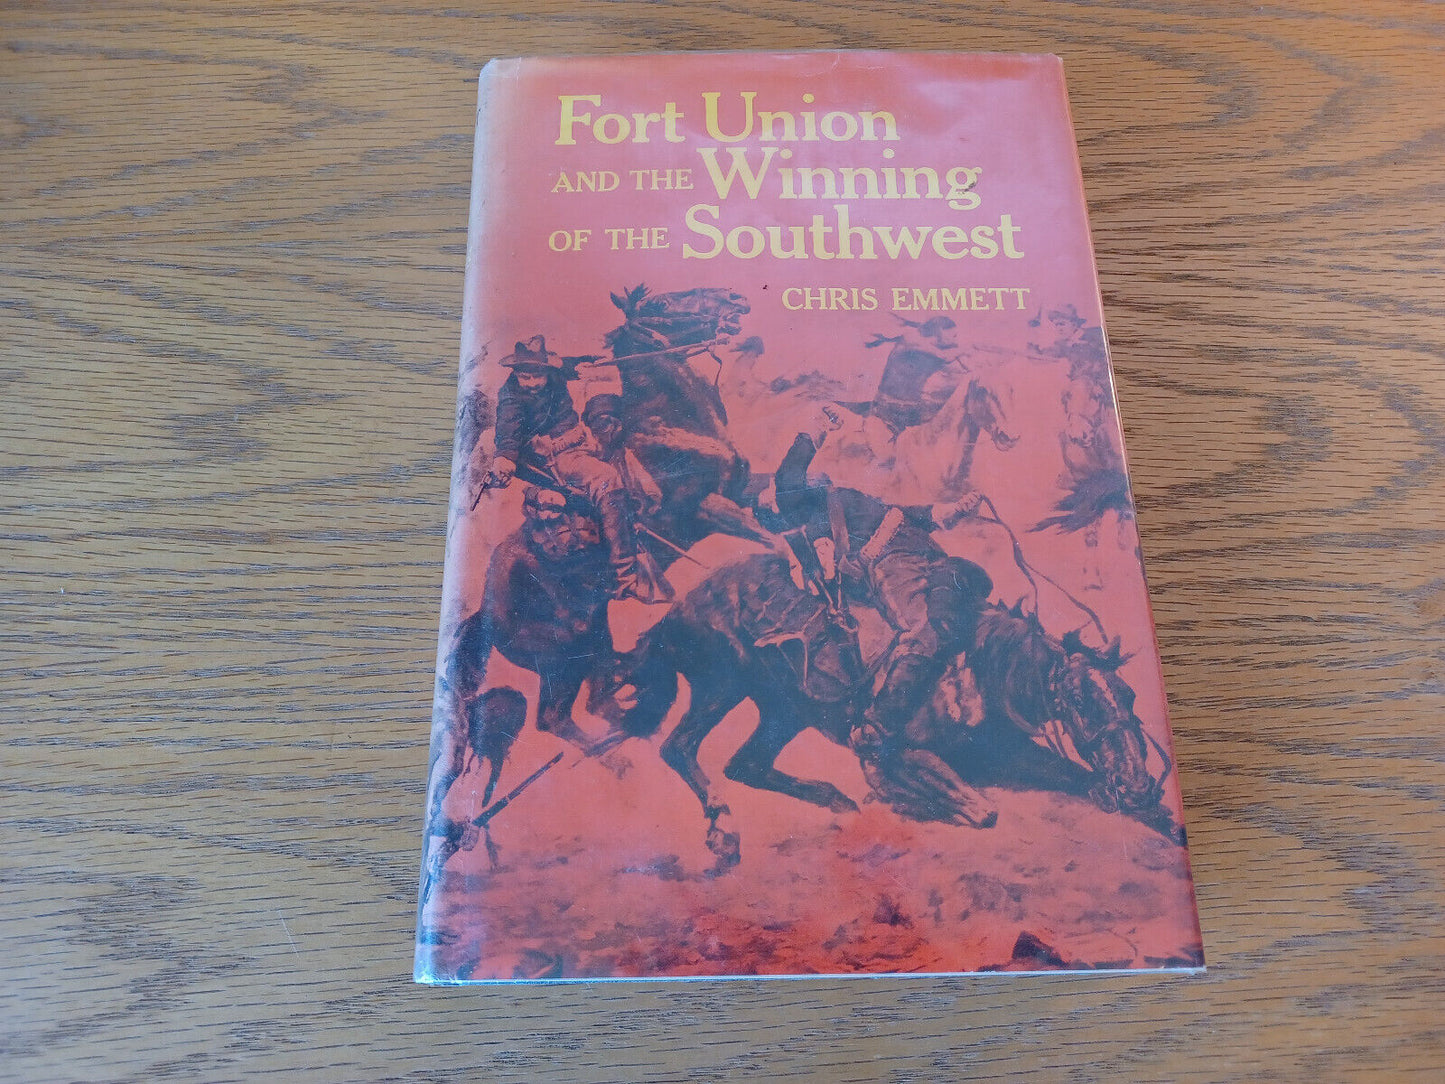 Fort Union
AND THE Winning
OF THE Southwest
CHRIS EMMETT